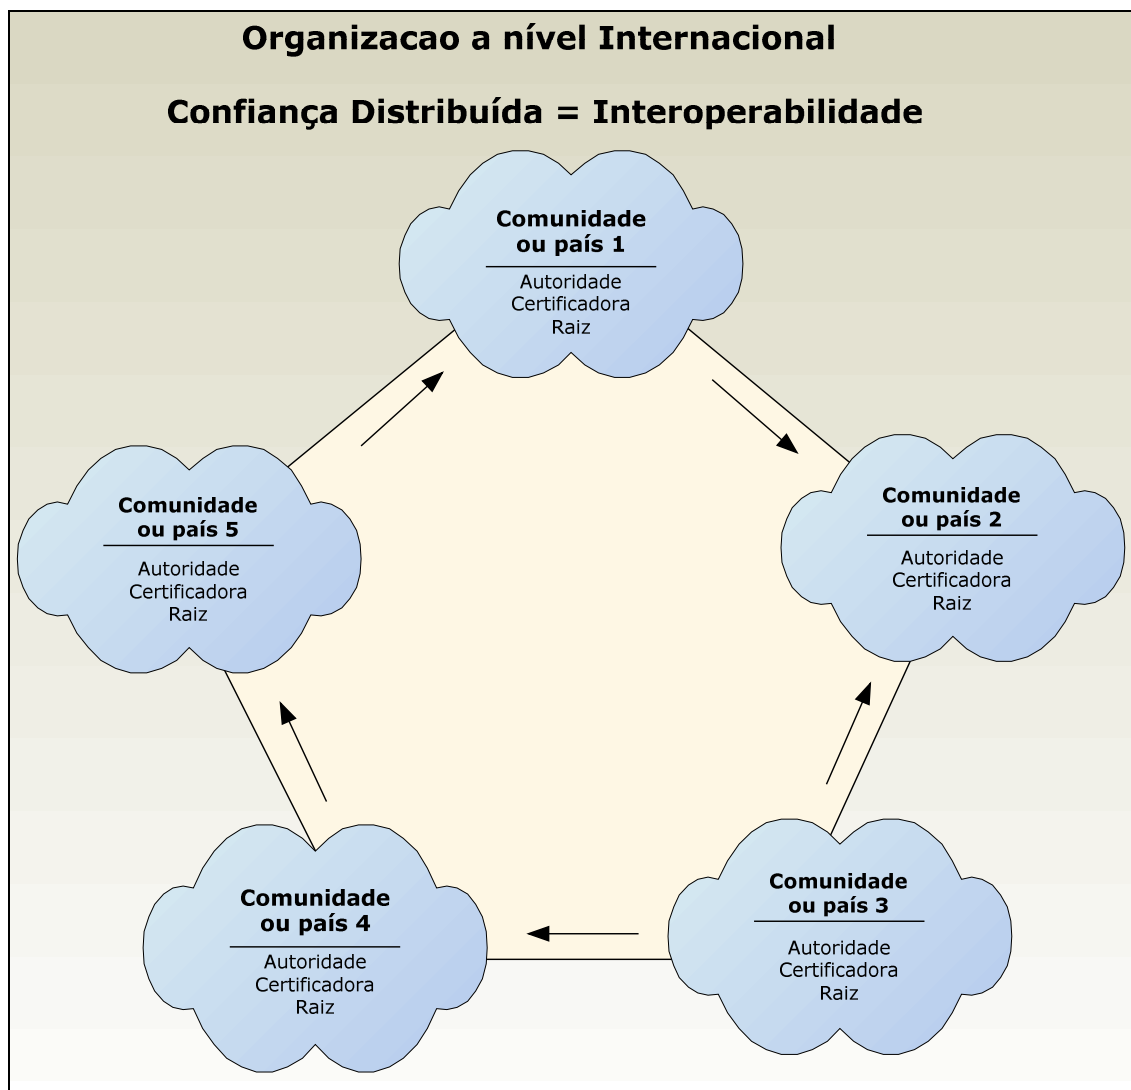 Organizacao a nível Internacional
Confiança Distribuída = Interoperabilidade
Comunidade
ou país 1
Autoridade
Certificadora
Raiz
Comunidade
ou país 5
Autoridade
Certificadora
Raiz
Comunidade
ou país 2
Autoridade
Certificadora
Raiz
Comunidade
ou país 4
Autoridade
Certificadora
Raiz
Comunidade
ou país 3
Autoridade
Certificadora
Raiz